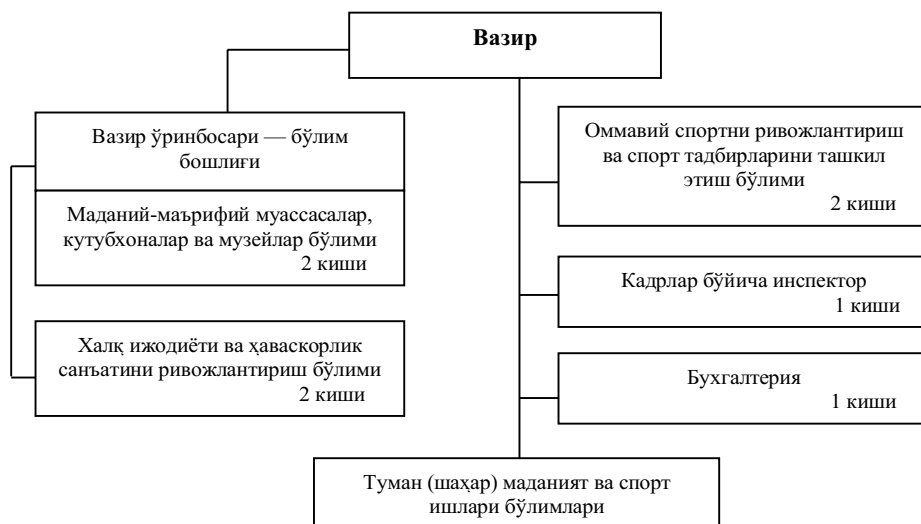 Вазир
Вазир ўринбосари — бўлим
бошлиғи
Маданий-маърифий муассасалар,
кутубхоналар ва музейлар бўлими
2 киши
Халқ ижодиёти ва ҳаваскорлик
санъатини ривожлантириш бўлими
2 киши
Оммавий спортни ривожлантириш
ва спорт тадбирларини ташкил
этиш бўлими
2 киши
Кадрлар бўйича инспектор
1 киши
Бухгалтерия
1 киши
Туман (шаҳар) маданият ва спорт
ишлари бўлимлари